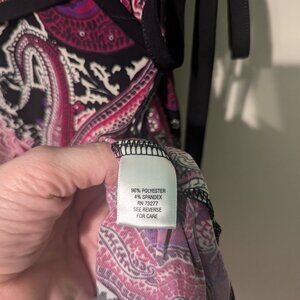 96% POLYESTER
4% SPANDEX
RN 73277
SEE REVERSE
FOR CARE